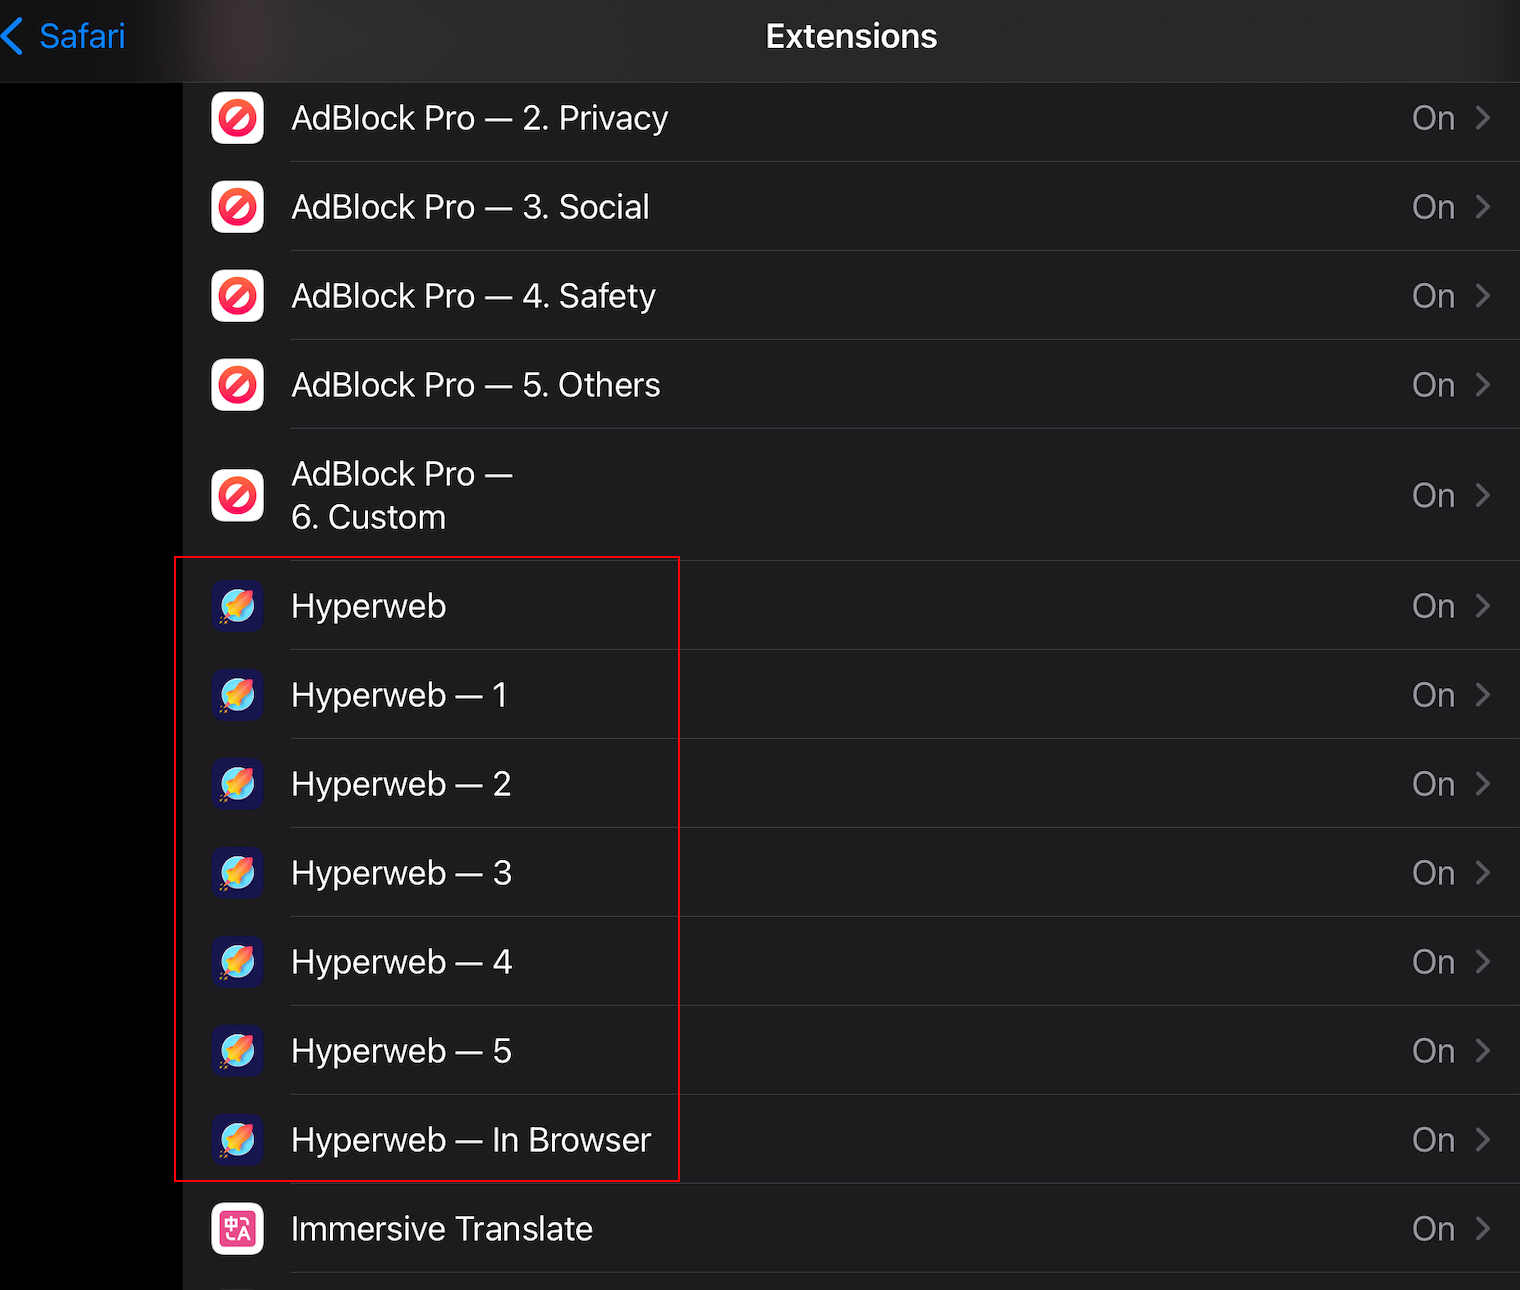 Safari
Extensions
AdBlock Pro — 2. Privacy On
AdBlock Pro — 3. Social On
AdBlock Pro — 4. Safety On
AdBlock Pro — 5. Others On
AdBlock Pro —
6. Custom On
Hyperweb On
Hyperweb — 1 On
Hyperweb — 2 On
Hyperweb — 3 On
Hyperweb — 4 On
Hyperweb — 5 On
Hyperweb — In Browser On
中 A
Immersive Translate On